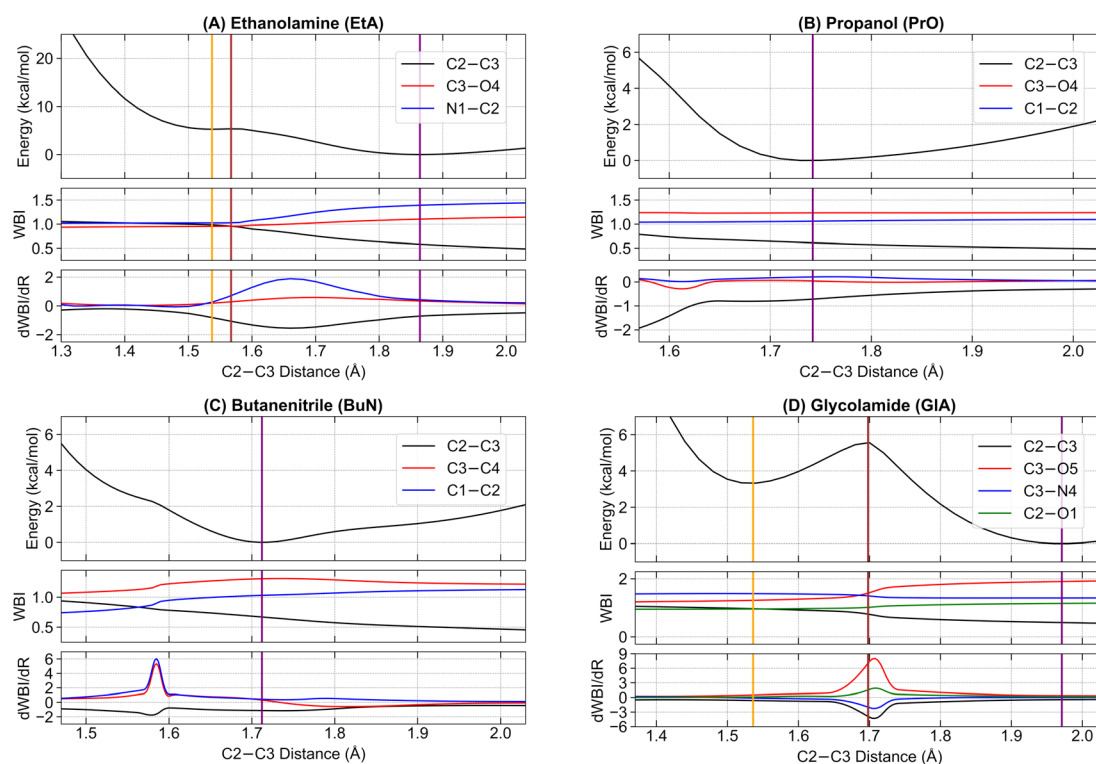 (A) Ethanolamine (EtA)
Energy (kcal/mol)
20
10
0
C2−C3
C3−O4
N1−C2
WBI
1.5
1.0
0.5
dWBI/dR
2
0
−2
1.3 1.4 1.5 1.6 1.7 1.8 1.9 2.0
C2−C3 Distance (Å)
(B) Propanol (PrO)
Energy (kcal/mol)
6
4
2
0
C2−C3
C3−O4
C1−C2
WBI
1.5
1.0
0.5
dWBI/dR
0
−1
−2
1.6 1.7 1.8 1.9 2.0
C2−C3 Distance (Å)
(C) Butanenitrile (BuN)
Energy (kcal/mol)
6
4
2
0
C2−C3
C3−C4
C1−C2
WBI
1.0
0.5
dWBI/dR
6
4
2
0
−2
1.5 1.6 1.7 1.8 1.9 2.0
C2−C3 Distance (Å)
(D) Glycolamide (GlA)
Energy (kcal/mol)
6
4
2
0
C2−C3
C3−O5
C3−N4
C2−O1
WBI
2
0
dWBI/dR
9
6
3
0
−3
−6
1.4 1.5 1.6 1.7 1.8 1.9 2.0
C2−C3 Distance (Å)